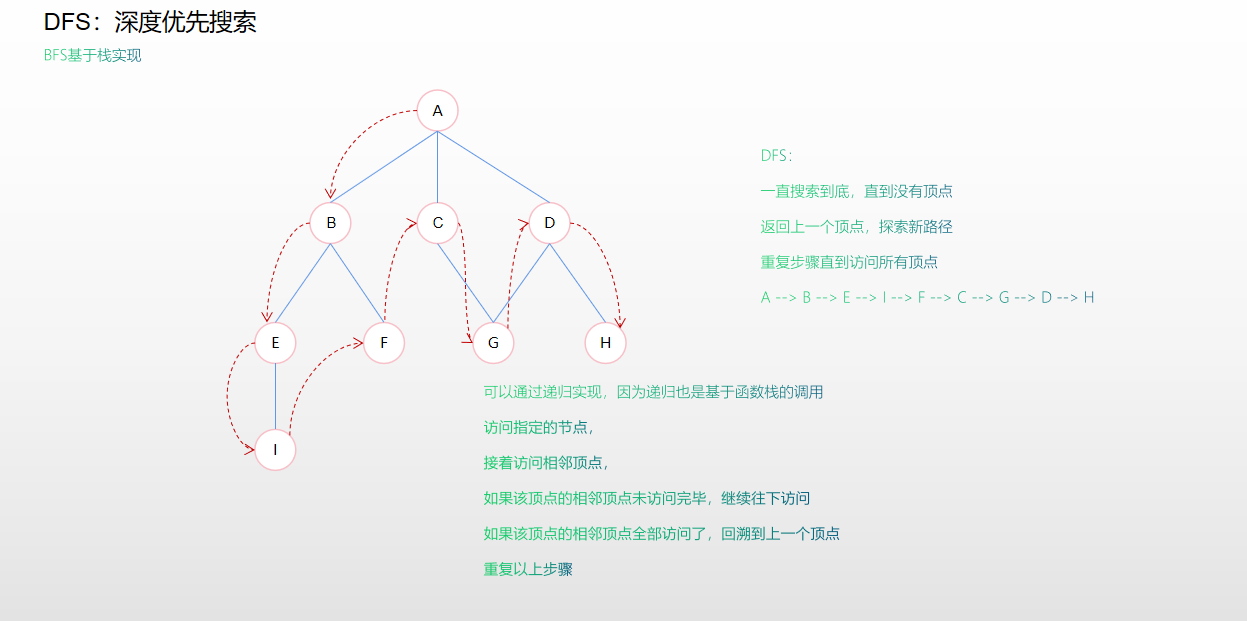 DFS：深度优先搜索
BFS基于栈实现
A
B
C
D
E
F
G
H
I
DFS：
一直搜索到底，直到没有顶点
返回上一个顶点，探索新路径
重复步骤直到访问所有顶点
A --> B --> E --> I --> F --> C --> G --> D --> H
可以通过递归实现，因为递归也是基于函数栈的调用
访问指定的节点，
接着访问相邻顶点，
如果该顶点的相邻顶点未访问完毕，继续往下访问
如果该顶点的相邻顶点全部访问了，回溯到上一个顶点
重复以上步骤